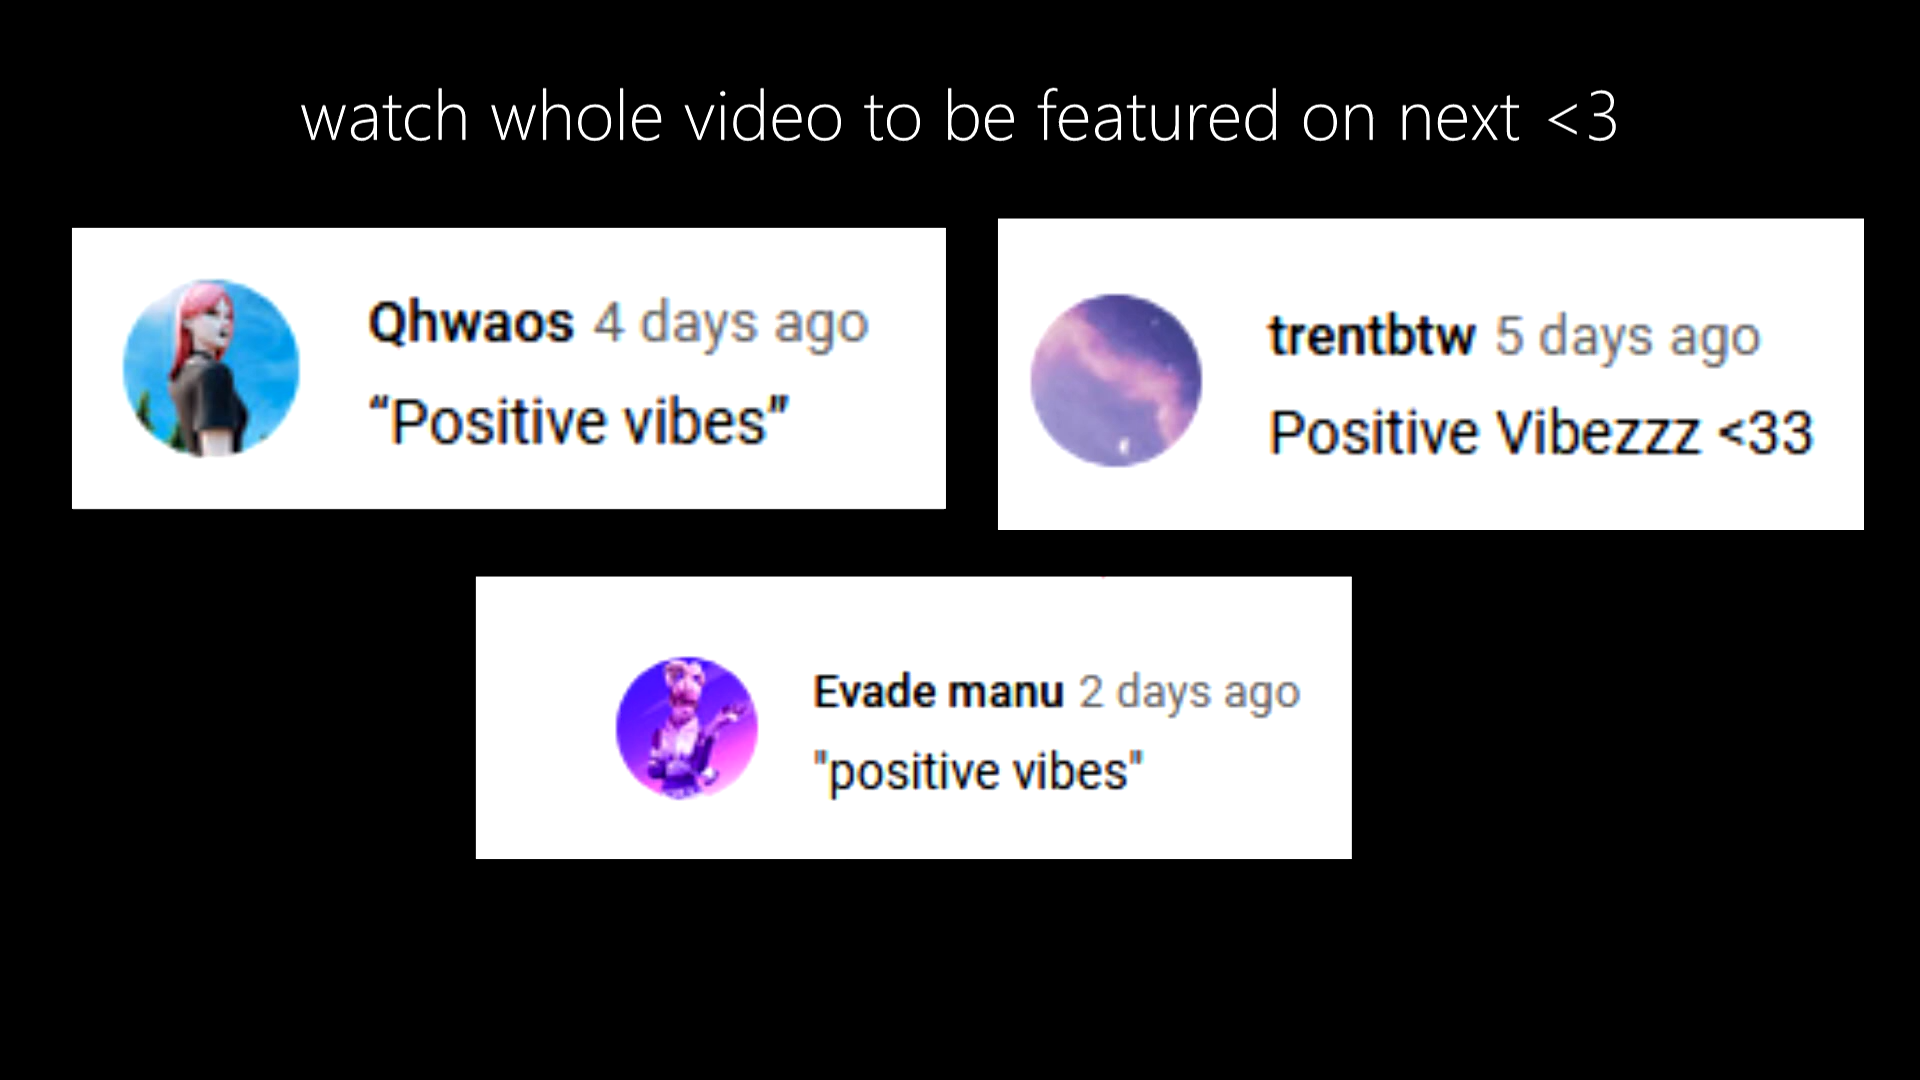 watch whole video to be featured on next <3
Qhwaos 4 days ago
“Positive vibes”
trentbtw 5 days ago
Positive Vibezzz <33
Evade manu 2 days ago
"positive vibes"